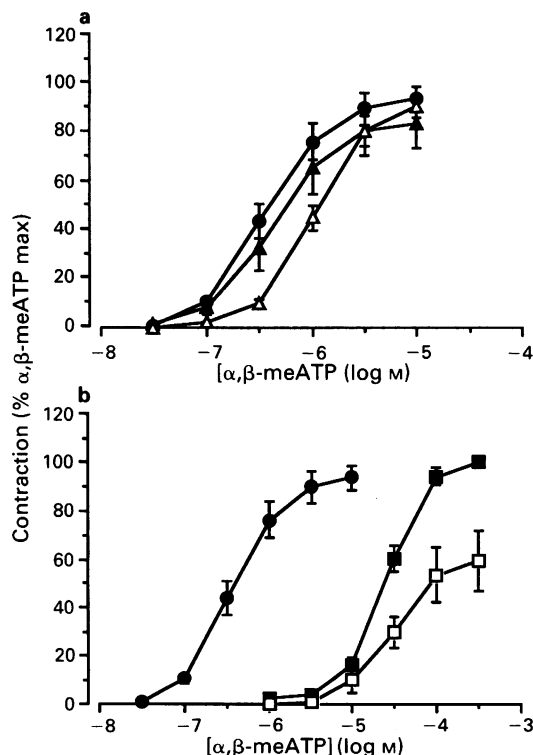 a
120
100
80
60
40
20
0
−8 −7 −6 −5 −4
[α,β-meATP (log M)
Contraction (% α,β-meATP max)
b
120
100
80
60
40
20
0
−8 −7 −6 −5 −4 −3
[α,β-meATP] (log M)